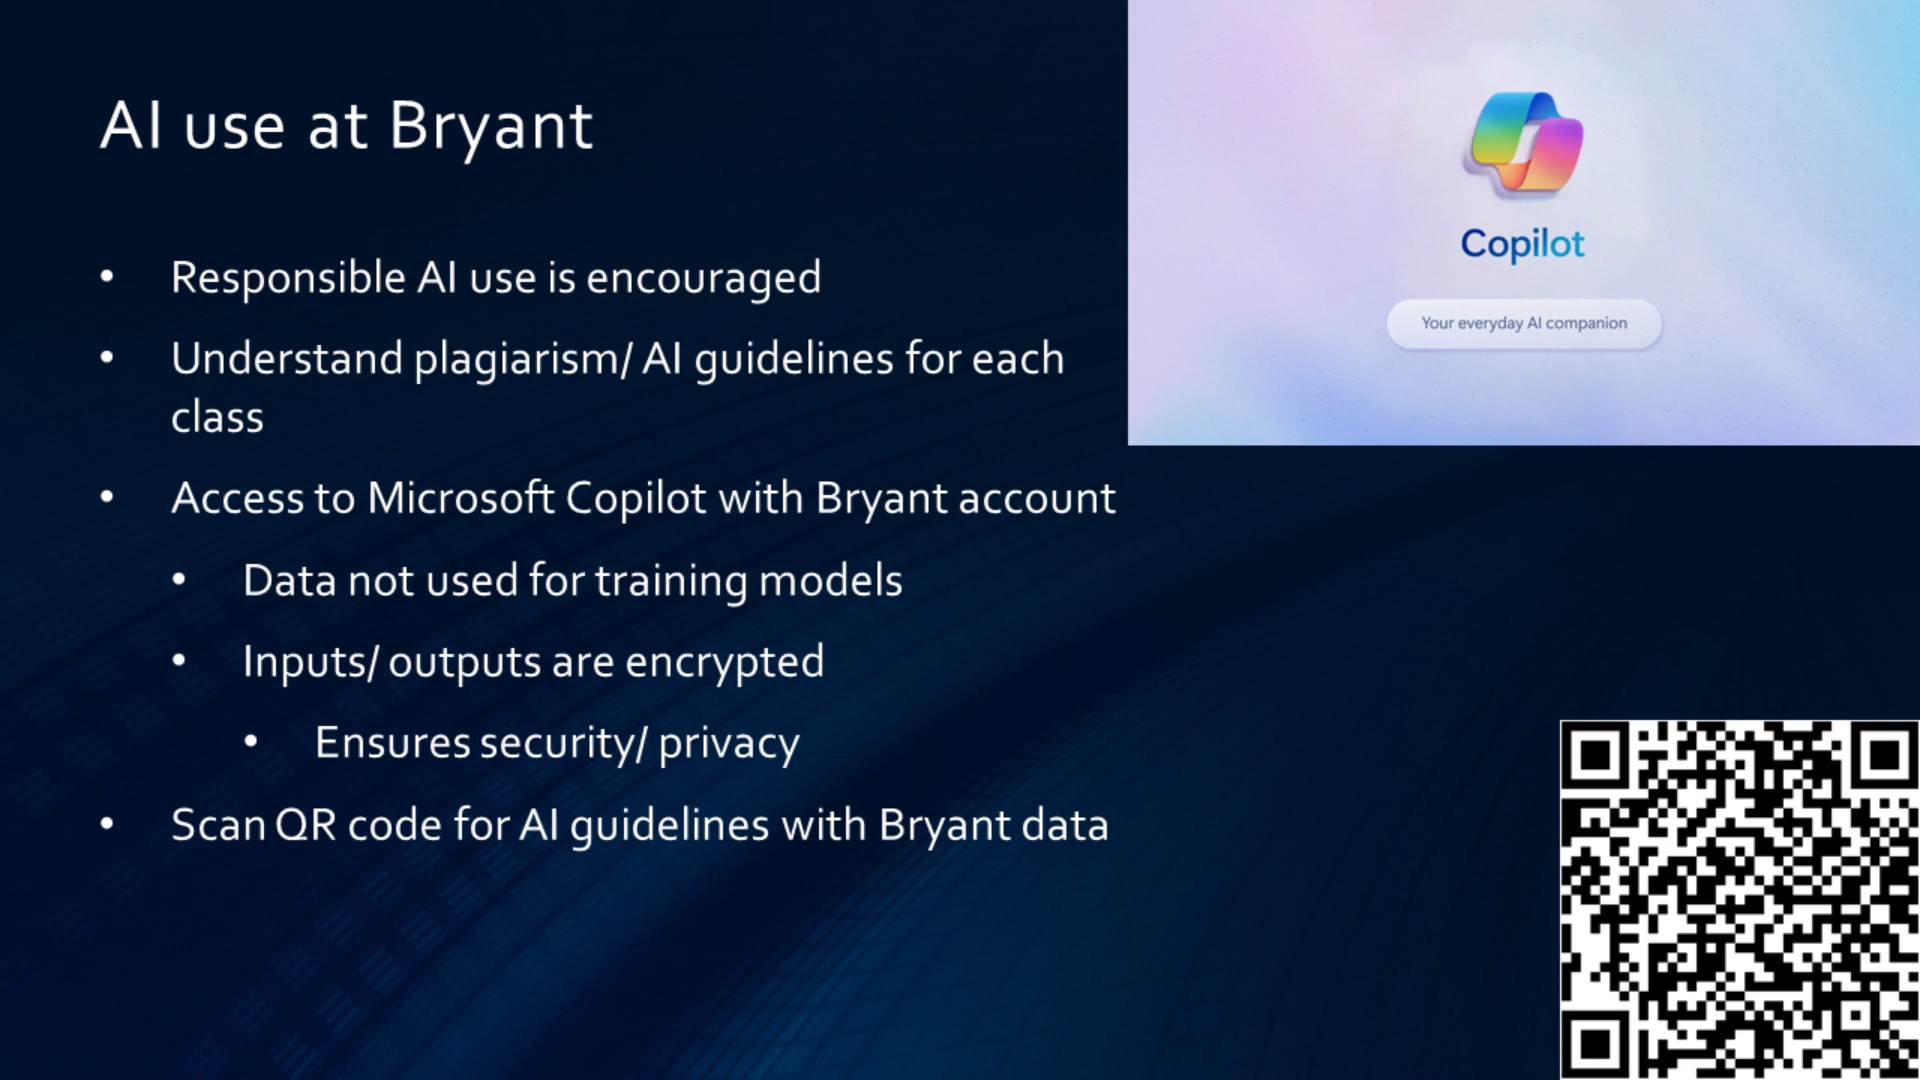 AI use at Bryant
• Responsible AI use is encouraged
• Understand plagiarism/ AI guidelines for each
class
• Access to Microsoft Copilot with Bryant account
• Data not used for training models
• Inputs/ outputs are encrypted
• Ensures security/ privacy
• Scan QR code for AI guidelines with Bryant data
Copilot
Your everyday AI companion